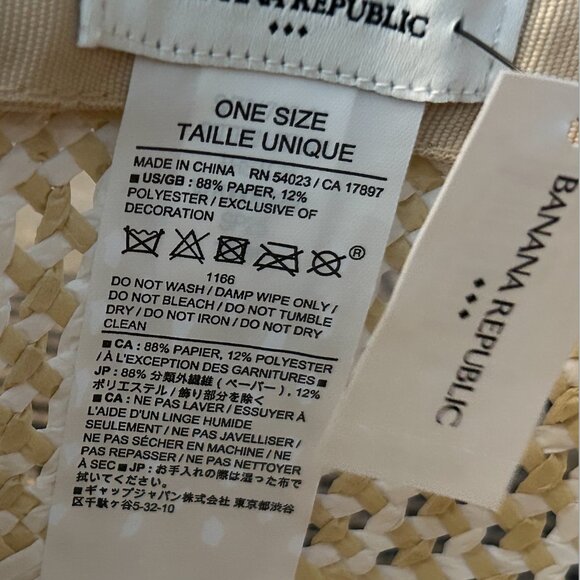 REPUBLIC
ONE SIZE
TAILLE UNIQUE
MADE IN CHINA RN 54023 / CA 17897
■ US/GB : 88% PAPER, 12%
POLYESTER / EXCLUSIVE OF
DECORATION
®
1166
DO NOT WASH / DAMP WIPE ONLY /
DO NOT BLEACH / DO NOT TUMBLE
DRY / DO NOT IRON / DO NOT DRY
CLEAN
■ CA : 88% PAPIER, 12% POLYESTER
/ À L'EXCEPTION DES GARNITURES ■
JP : 88% 分類外繊維 ( ペーパー ), 12%
ポリエステル / 飾り部分を除く
■ CA : NE PAS LAVER / ESSUYER À
L'AIDE D'UN LINGE HUMIDE
SEULEMENT / NE PAS JAVELLISER /
NE PAS SÉCHER EN MACHINE / NE
PAS REPASSER / NE PAS NETTOYER
À SEC ■ JP : お手入れの際は湿った布で
拭いてください。
■ ギャップジャパン株式会社 東京都渋谷
区千駄ヶ谷5-32-10
BANANA REPUBLIC